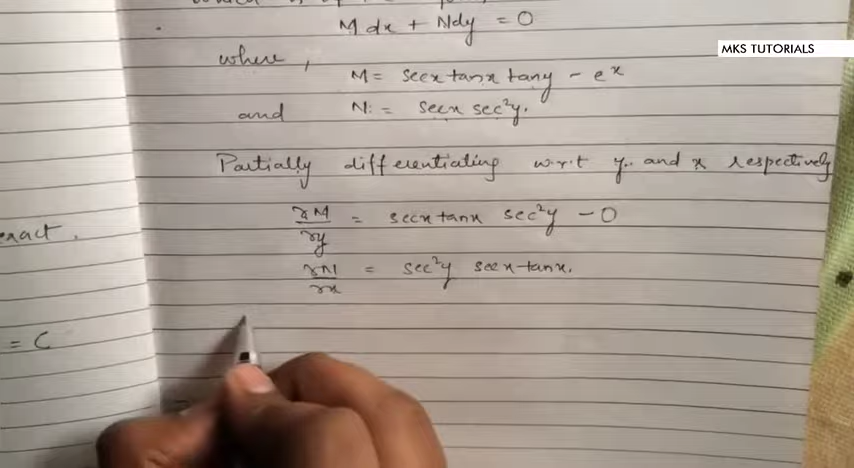 M dx + N dy = 0
MKS TUTORIALS
where,
M = secx tanx tany - e^x
and N = secx sec²y.
Partially differentiating w.r.t y and x respectively
∂M/∂y = secx tanx sec²y - 0
exact.
∂N/∂x = sec²y secx tanx.
= C